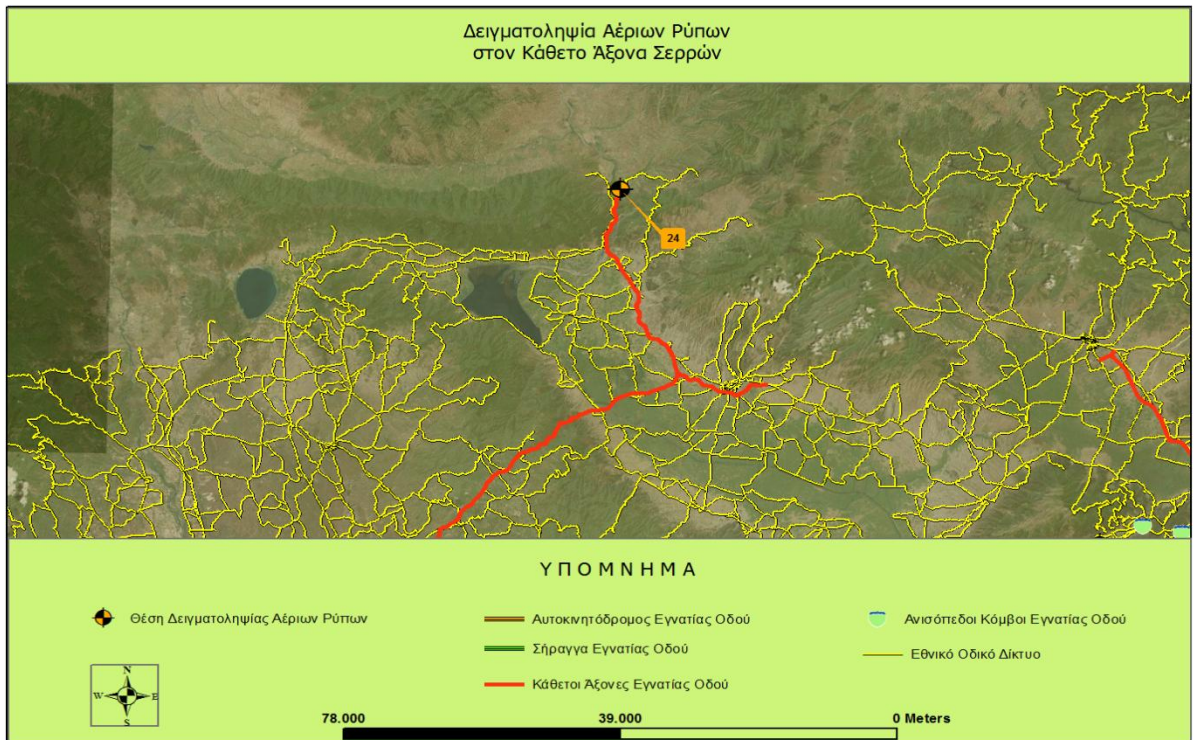 Δειγματοληψία Αέριων Ρύπων
στον Κάθετο Άξονα Σερρών
24
ΥΠΟΜΝΗΜΑ
Θέση Δειγματοληψίας Αέριων Ρύπων
Αυτοκινητόδρομος Εγνατίας Οδού
Ανισόπεδοι Κόμβοι Εγνατίας Οδού
Σήραγγα Εγνατίας Οδού
Εθνικό Οδικό Δίκτυο
Κάθετοι Άξονες Εγνατίας Οδού
N
W E
S
78.000 39.000 0 Meters